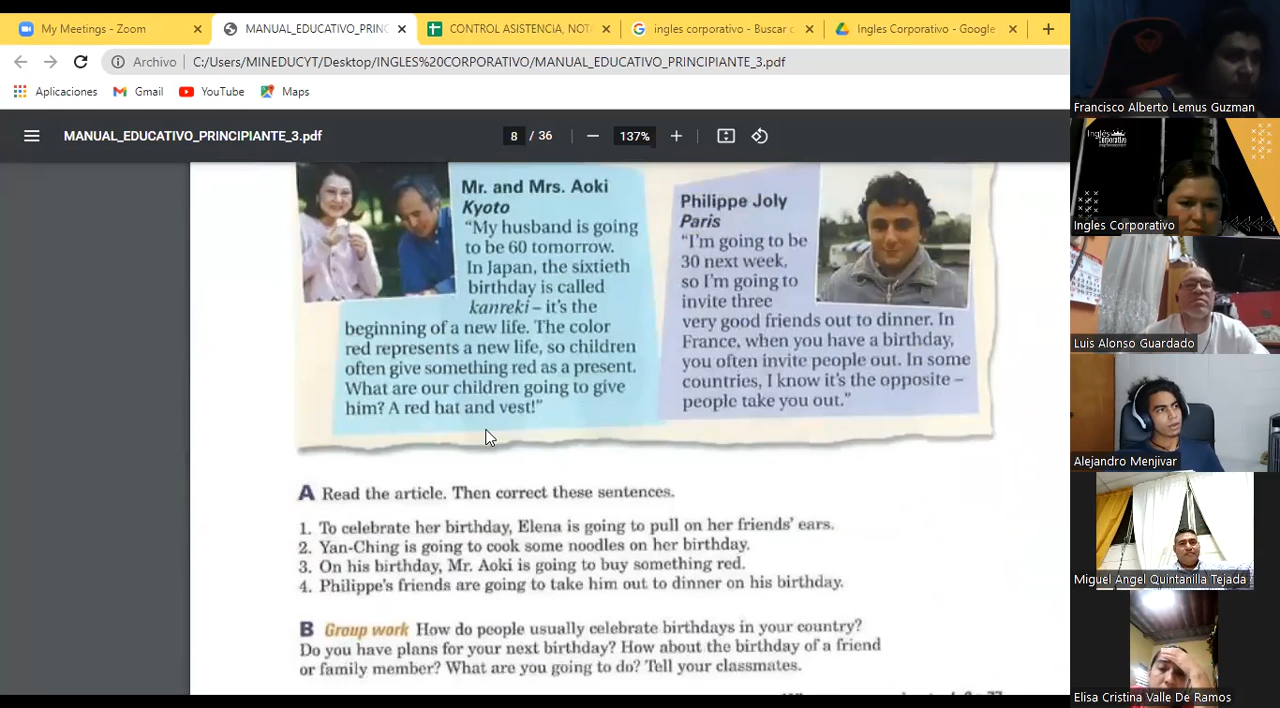 My Meetings - Zoom
MANUAL_EDUCATIVO_PRINC
CONTROL ASISTENCIA, NOTA
ingles corporativo - Buscar c
Ingles Corporativo - Google
Archivo
C:/Users/MINEDUCYT/Desktop/INGLES%20CORPORATIVO/MANUAL_EDUCATIVO_PRINCIPIANTE_3.pdf
Aplicaciones
Gmail
YouTube
Maps
MANUAL_EDUCATIVO_PRINCIPIANTE_3.pdf
8 / 36
137%
Mr. and Mrs. Aoki
Kyoto
“My husband is going
to be 60 tomorrow.
In Japan, the sixtieth
birthday is called
kanreki – it's the
beginning of a new life. The color
red represents a new life, so children
often give something red as a present.
What are our children going to give
him? A red hat and vest!”
Philippe Joly
Paris
“I'm going to be
30 next week,
so I'm going to
invite three
very good friends out to dinner. In
France, when you have a birthday,
you often invite people out. In some
countries, I know it's the opposite –
people take you out.”
A Read the article. Then correct these sentences.
1. To celebrate her birthday, Elena is going to pull on her friends' ears.
2. Yan-Ching is going to cook some noodles on her birthday.
3. On his birthday, Mr. Aoki is going to buy something red.
4. Philippe's friends are going to take him out to dinner on his birthday.
B Group work How do people usually celebrate birthdays in your country?
Do you have plans for your next birthday? How about the birthday of a friend
or family member? What are you going to do? Tell your classmates.
Francisco Alberto Lemus Guzman
Inglés
Corporativo
Ingles Corporativo
Luis Alonso Guardado
Alejandro Menjivar
Miguel Angel Quintanilla Tejada
Elisa Cristina Valle De Ramos